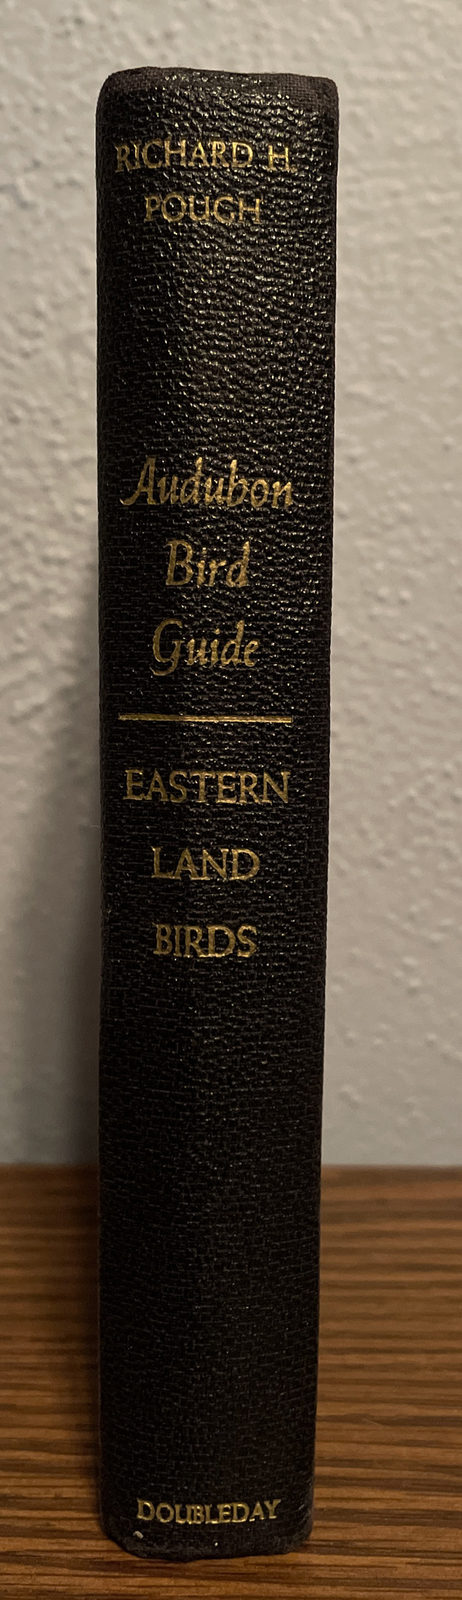 RICHARD H.
POUGH
Audubon
Bird
Guide
EASTERN
LAND
BIRDS
DOUBLEDAY